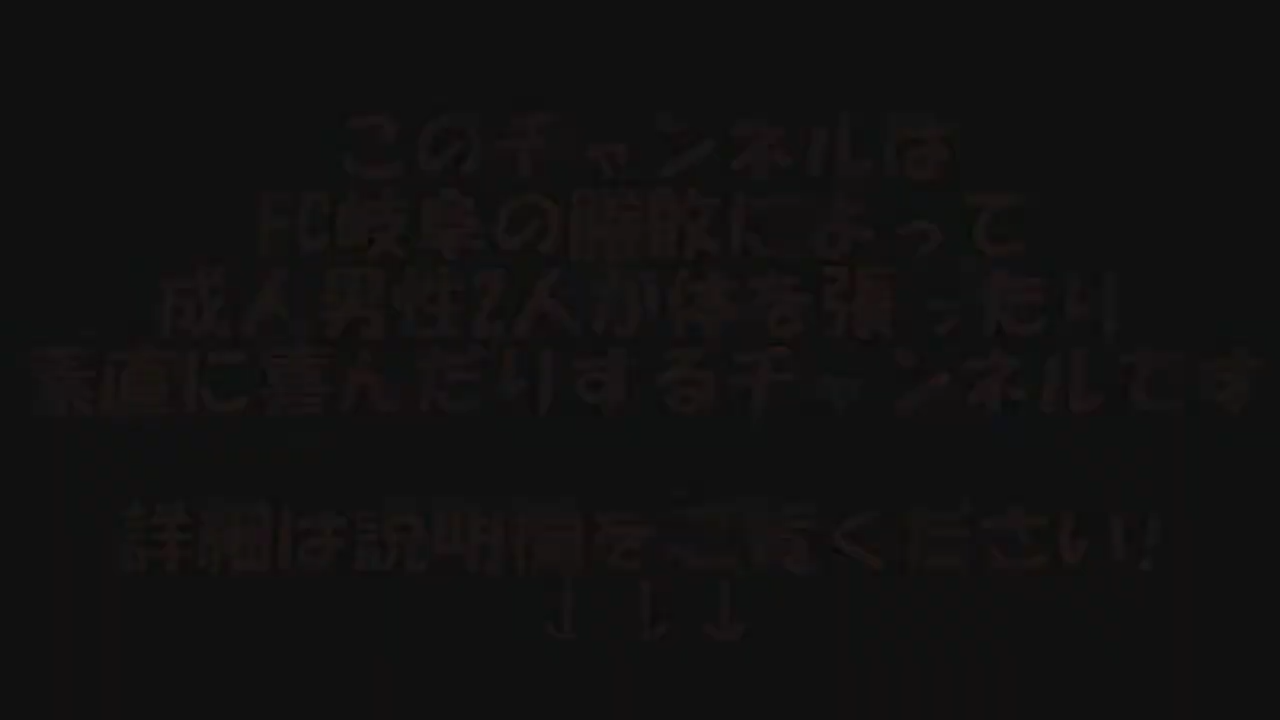 このチャンネルは
FC岐阜の勝敗によって
成人男性2人が体を張ったり
素直に喜んだりするチャンネルです
詳細は説明欄をご覧ください!
↓ ↓ ↓